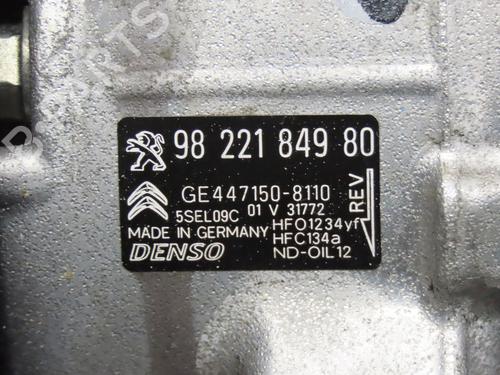 98 221 849 80
GE447150-8110
5SEL09C 01 V 31772
HFO1234yf
MADE IN GERMANY
HFC134a
DENSO
ND-OIL12
REV